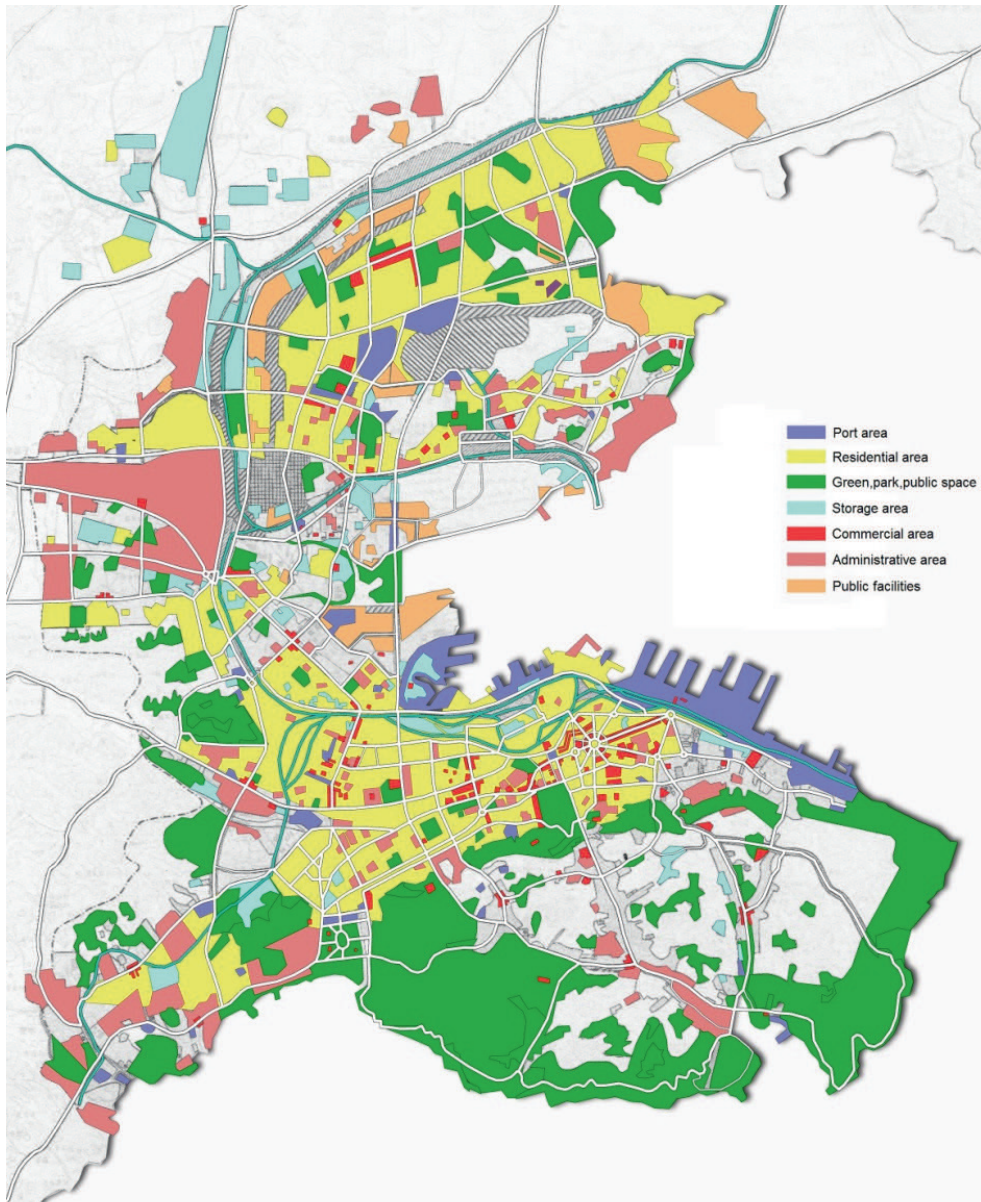 Port area
Residential area
Green,park,public space
Storage area
Commercial area
Administrative area
Public facilities